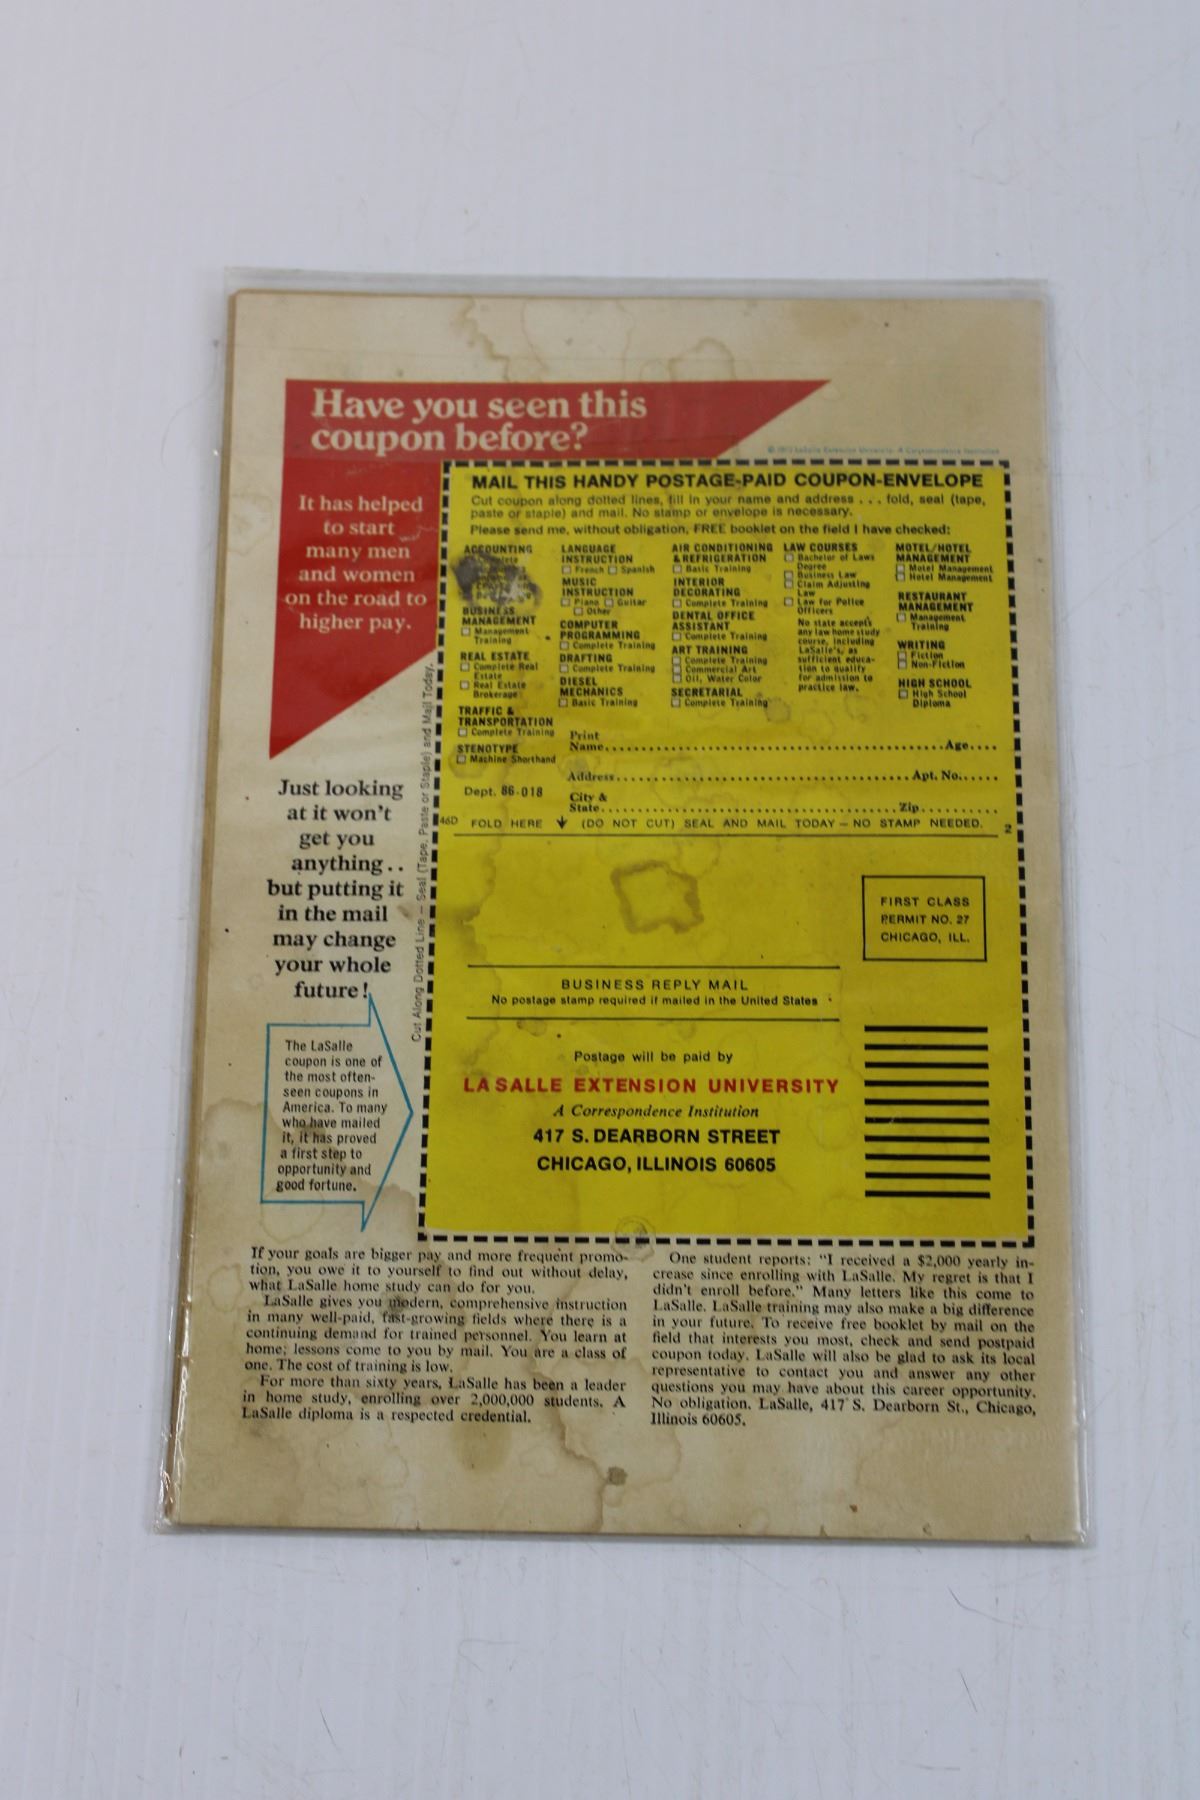 Have you seen this
coupon before?
It has helped
to start
many men
and women
on the road to
higher pay.
Just looking
at it won't
get you
anything . .
but putting it
in the mail
may change
your whole
future!
The LaSalle
coupon is one of
the most often-
seen coupons in
America. To many
who have mailed
it, it has proved
a first step to
opportunity and
good fortune.
Cut Along Dotted Line — Seal (Tape, Paste or Staple) and Mail Today.
LaSalle Extension University A Correspondence Institution
MAIL THIS HANDY POSTAGE-PAID COUPON-ENVELOPE
Cut coupon along dotted lines, fill in your name and address . . . fold, seal (tape,
paste or staple) and mail. No stamp or envelope is necessary.
Please send me, without obligation, FREE booklet on the field I have checked:
ACCOUNTING
BUSINESS
MANAGEMENT
Management
Training
REAL ESTATE
Complete Real
Estate
Real Estate
Brokerage
TRAFFIC &
TRANSPORTATION
Complete Training
STENOTYPE
Machine Shorthand
LANGUAGE
INSTRUCTION
French Spanish
MUSIC
INSTRUCTION
Piano Guitar
Other
COMPUTER
PROGRAMMING
Complete Training
DRAFTING
Complete Training
DIESEL
MECHANICS
Basic Training
AIR CONDITIONING
& REFRIGERATION
Basic Training
INTERIOR
DECORATING
Complete Training
DENTAL OFFICE
ASSISTANT
Complete Training
ART TRAINING
Complete Training
Commercial Art
Oil, Water Color
SECRETARIAL
Complete Training
LAW COURSES
Bachelor of Laws
Degree
Business Law
Claim Adjusting
Law
Law for Police
Officers
No state accepts
any law home study
course, including
LaSalle's, as
sufficient educa-
tion to qualify
for admission to
practice law.
MOTEL/HOTEL
MANAGEMENT
Motel Management
Hotel Management
RESTAURANT
MANAGEMENT
Management
Training
WRITING
Fiction
Non-Fiction
HIGH SCHOOL
High School
Diploma
Print
Name........Age....
Address........Apt. No......
Dept. 86-018
City &
State........Zip........
46D FOLD HERE ↓ (DO NOT CUT) SEAL AND MAIL TODAY — NO STAMP NEEDED. 2
FIRST CLASS
PERMIT NO. 27
CHICAGO, ILL.
BUSINESS REPLY MAIL
No postage stamp required if mailed in the United States
Postage will be paid by
LA SALLE EXTENSION UNIVERSITY
A Correspondence Institution
417 S. DEARBORN STREET
CHICAGO, ILLINOIS 60605
If your goals are bigger pay and more frequent promo-
tion, you owe it to yourself to find out without delay,
what LaSalle home study can do for you.
LaSalle gives you modern, comprehensive instruction
in many well-paid, fast-growing fields where there is a
continuing demand for trained personnel. You learn at
home; lessons come to you by mail. You are a class of
one. The cost of training is low.
For more than sixty years, LaSalle has been a leader
in home study, enrolling over 2,000,000 students. A
LaSalle diploma is a respected credential.
One student reports: "I received a $2,000 yearly in-
crease since enrolling with LaSalle. My regret is that I
didn't enroll before." Many letters like this come to
LaSalle. LaSalle training may also make a big difference
in your future. To receive free booklet by mail on the
field that interests you most, check and send postpaid
coupon today. LaSalle will also be glad to ask its local
representative to contact you and answer any other
questions you may have about this career opportunity.
No obligation. LaSalle, 417 S. Dearborn St., Chicago,
Illinois 60605.